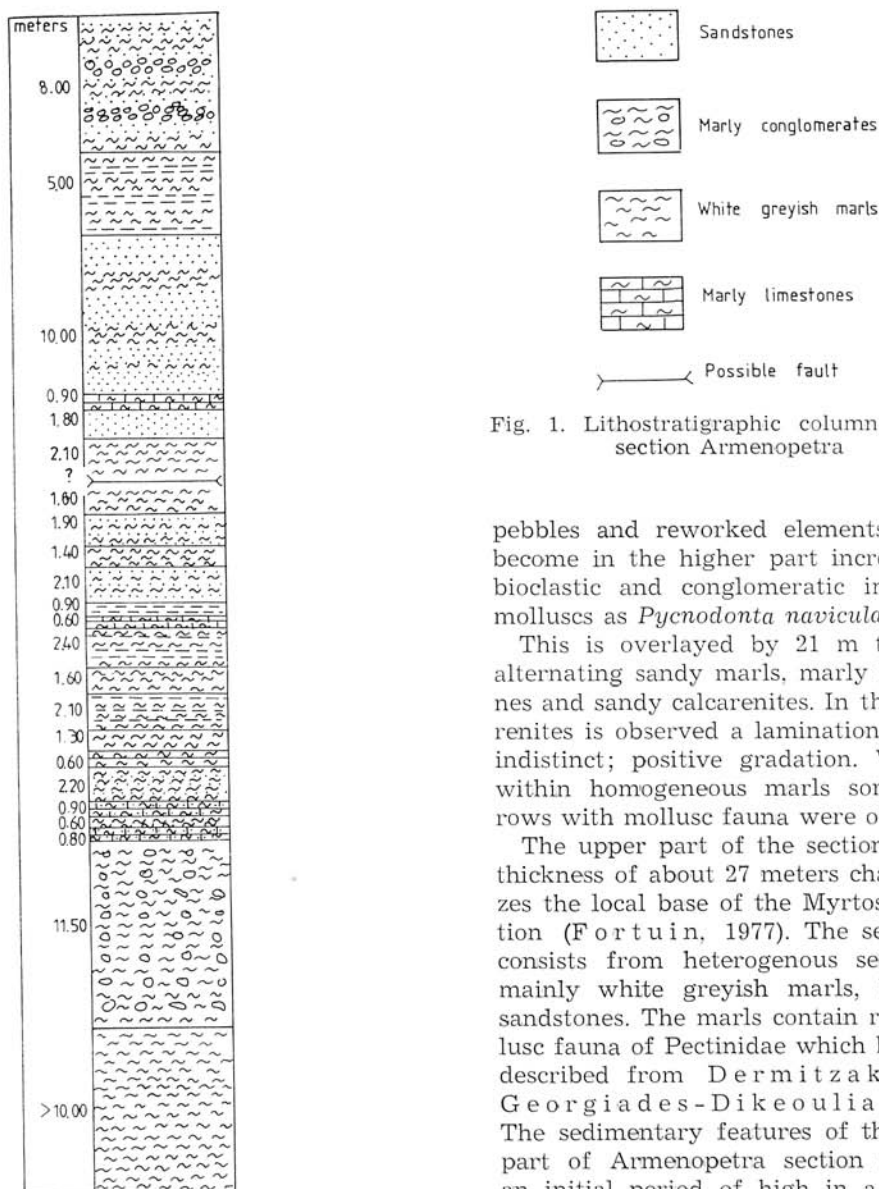 meters
8.00
5,00
10,00
0.90
1.80
2.10
?
1,60
1.90
1.40
2.10
0.90
0.60
2.40
1.60
2.10
1.30
0.60
2.20
0.90
0.60
0.80
11.50
>10,00
Sandstones
Marly conglomerates
White greyish marls
Marly limestones
Possible fault
Fig. 1. Lithostratigraphic column
section Armenopetra
pebbles and reworked elements
become in the higher part incre
bioclastic and conglomeratic in
molluscs as Pycnodonta navicula
This is overlayed by 21 m t
alternating sandy marls, marly
nes and sandy calcarenites. In th
renites is observed a lamination
indistinct; positive gradation.
within homogeneous marls som
rows with mollusc fauna were o
The upper part of the section
thickness of about 27 meters cha
zes the local base of the Myrtos
tion (Fortuin, 1977). The se
consists from heterogenous se
mainly white greyish marls,
sandstones. The marls contain r
lusc fauna of Pectinidae which
described from Dermitzak
Georgiades-Dikeoulia
The sedimentary features of th
part of Armenopetra section
an initial period of high in a